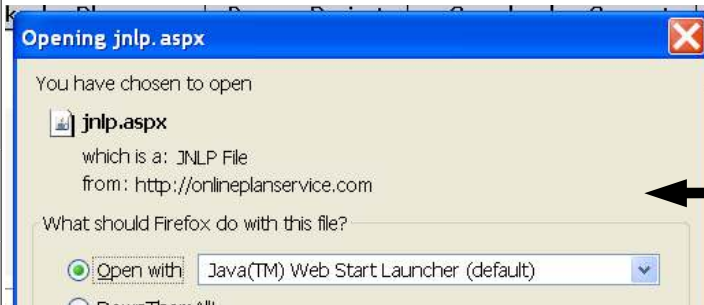 Opening jnlp.aspx
You have chosen to open
jnlp.aspx
which is a: JNLP File
from: http://onlineplanservice.com
What should Firefox do with this file?
Open with Java(TM) Web Start Launcher (default)